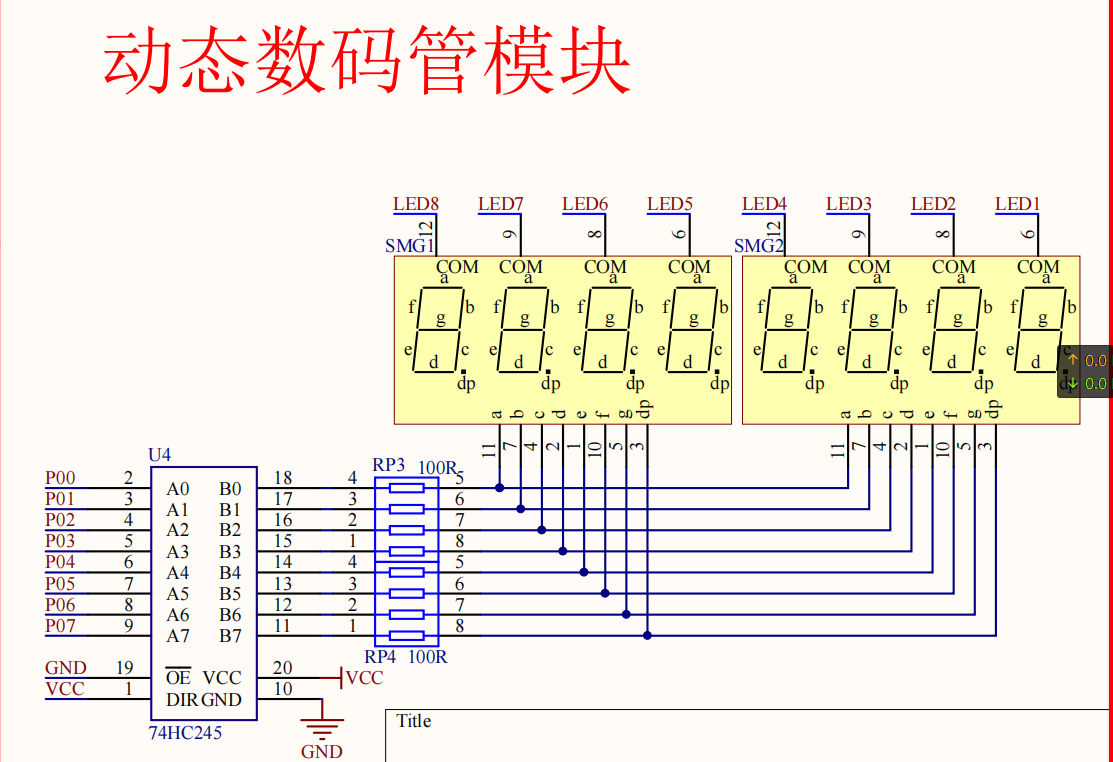 动态数码管模块
LED8 LED7 LED6 LED5 LED4 LED3 LED2 LED1
12 9 8 6 12 9 8 6
SMG1 SMG2
COM COM COM COM COM COM COM COM
a a a a a a a a
f b f b f b f b f b f b f b f b
g g g g g g g g
e c e c e c e c e c e c e c e c
d d d d d d d d
dp dp dp dp dp dp dp dp
↑ 0.0
↓ 0.0
a b c d e f g dp a b c d e f g dp
11 7 4 2 1 10 5 3 11 7 4 2 1 10 5 3
U4 RP3 100R
P00 2 A0 B0 18 4 5
P01 3 A1 B1 17 3 6
P02 4 A2 B2 16 2 7
P03 5 A3 B3 15 1 8
P04 6 A4 B4 14 4 5
P05 7 A5 B5 13 3 6
P06 8 A6 B6 12 2 7
P07 9 A7 B7 11 1 8
RP4 100R
GND 19 OE VCC 20 VCC
VCC 1 DIR GND 10
74HC245
GND
Title